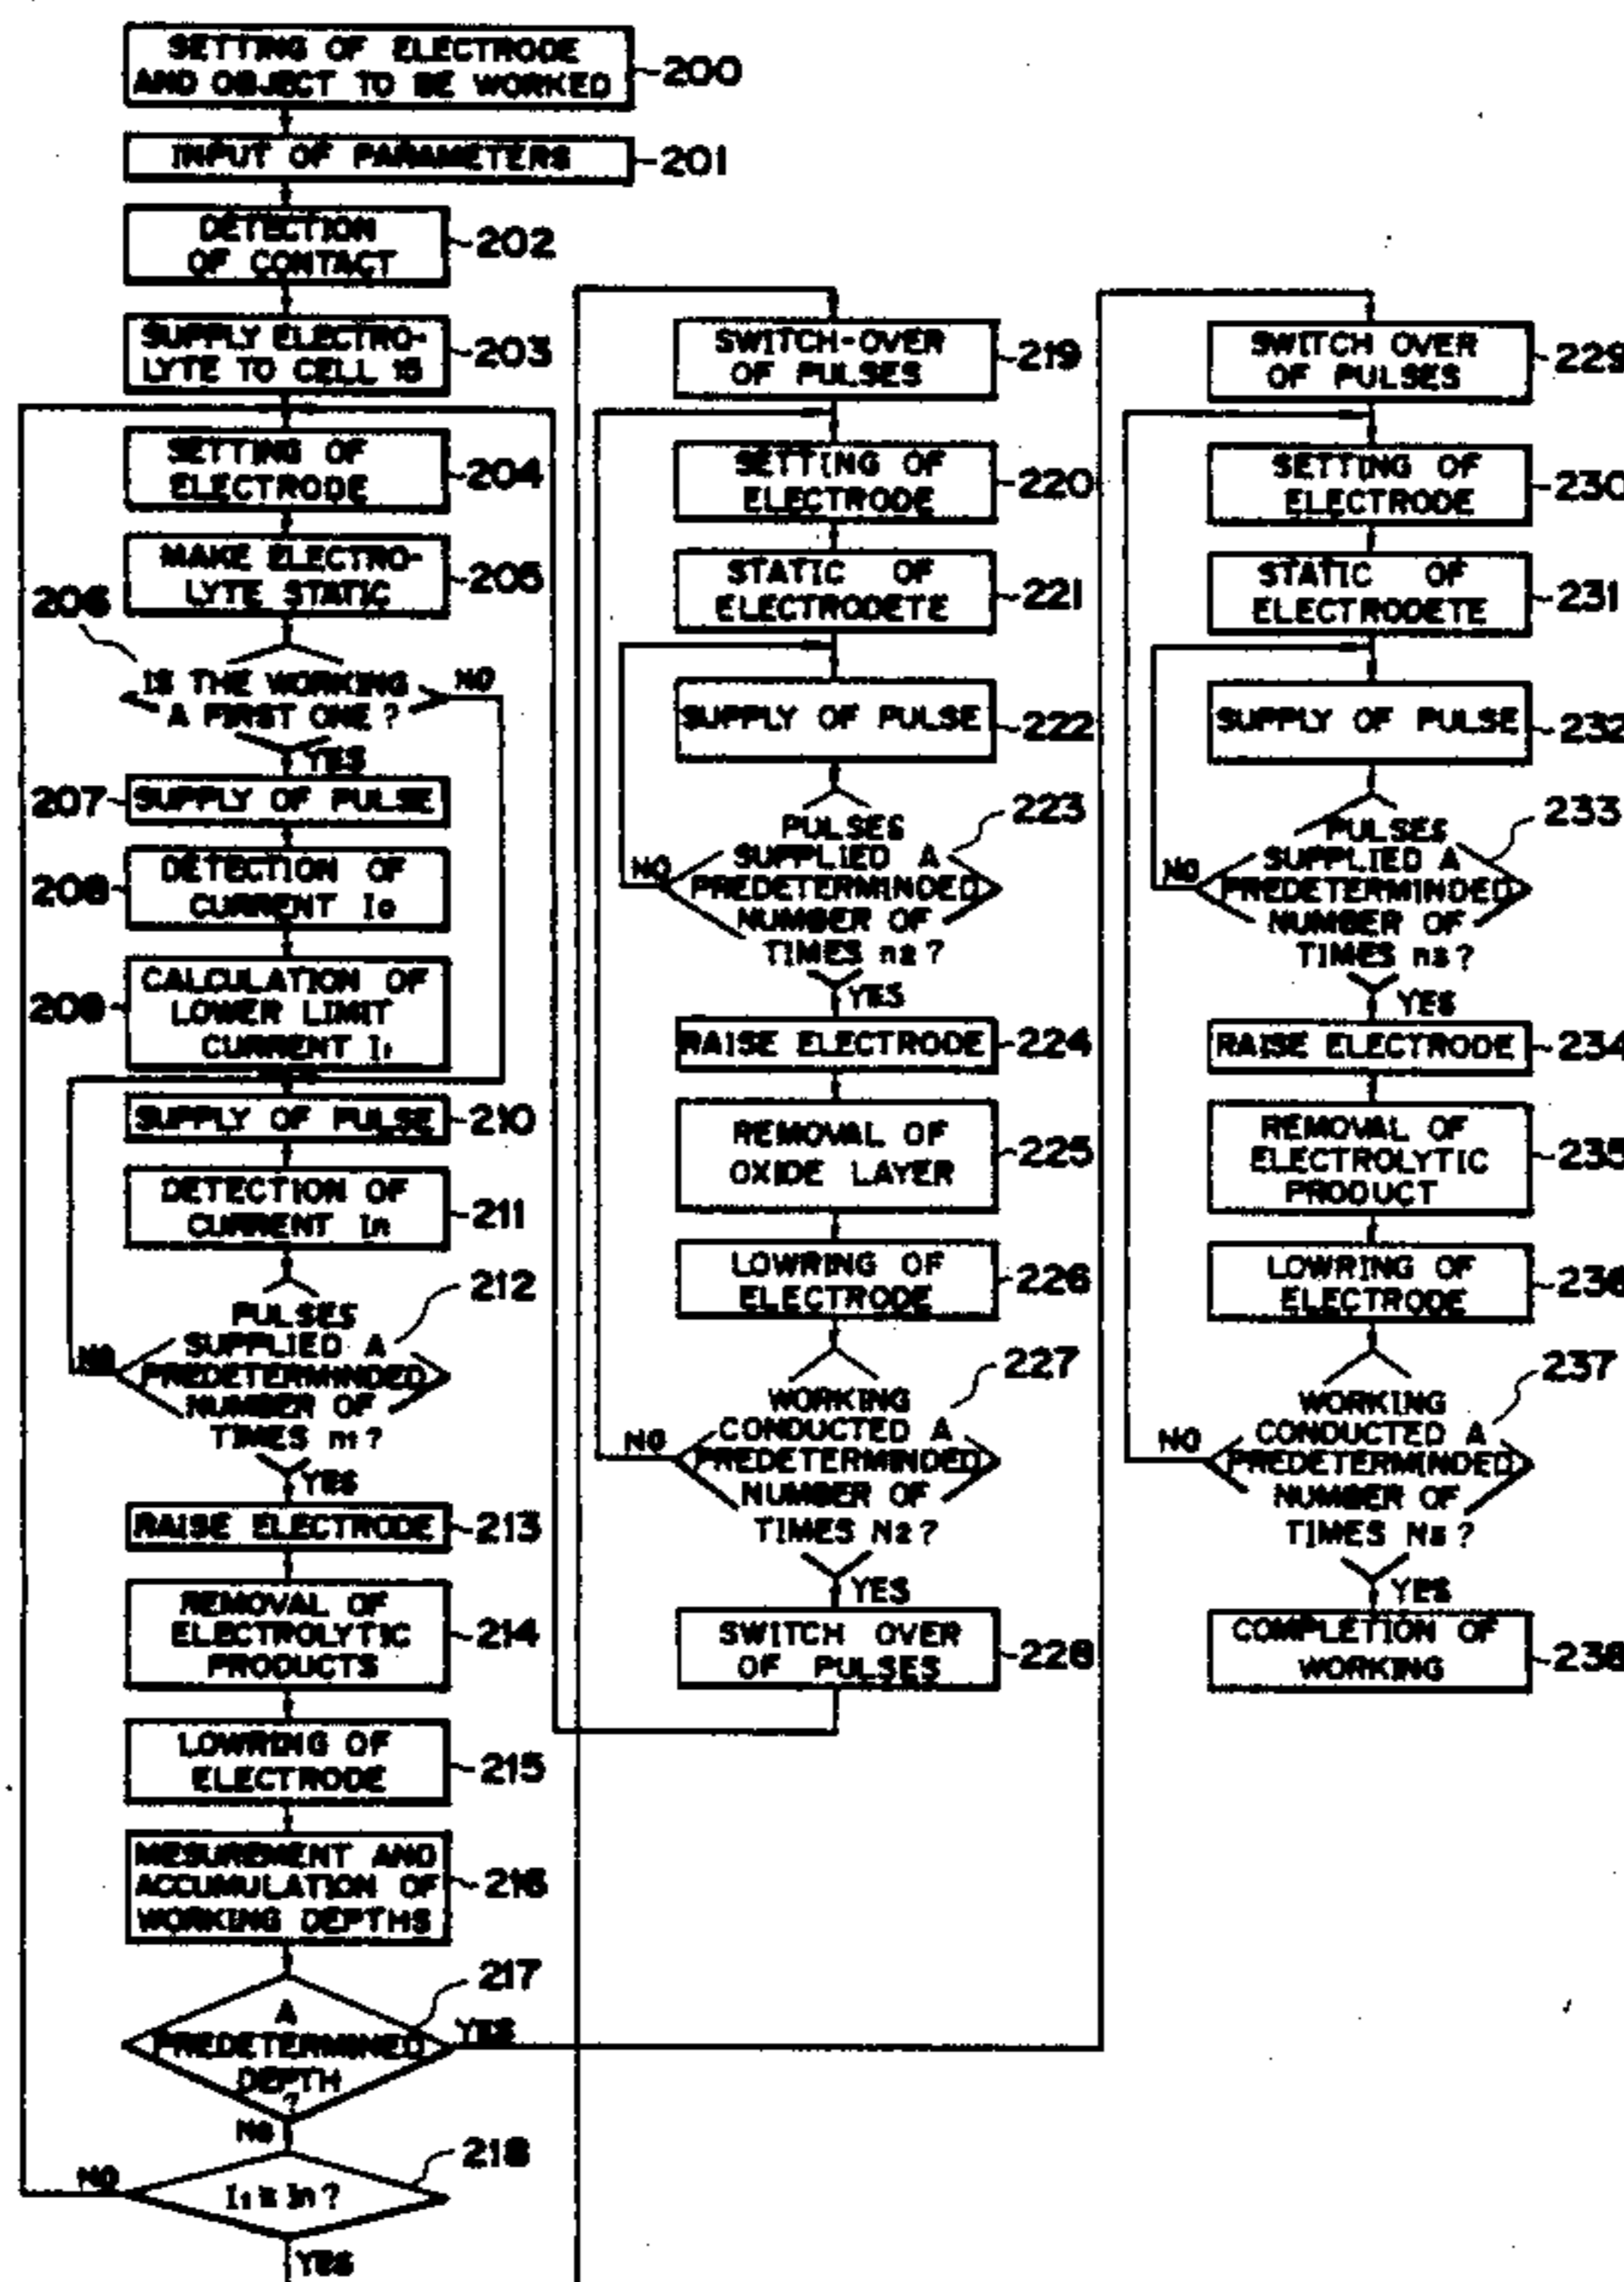 SETTING OF ELECTRODE
AND OBJECT TO BE WORKED
200
INPUT OF PARAMETERS
201
DETECTION
OF CONTACT
202
SUPPLY ELECTRO-
LYTE TO CELL 15
203
SETTING OF
ELECTRODE
204
MAKE ELECTRO-
LYTE STATIC
205
206
IS THE WORKING
A FIRST ONE ?
NO
YES
207
SUPPLY OF PULSE
208
DETECTION OF
CURRENT I0
209
CALCULATION OF
LOWER LIMIT
CURRENT I1
SUPPLY OF PULSE
210
DETECTION OF
CURRENT In
211
212
PULSES
SUPPLIED A
PREDETERMINDED
NUMBER OF
TIMES n1 ?
NO
YES
RAISE ELECTRODE
213
REMOVAL OF
ELECTROLYTIC
PRODUCTS
214
LOWRING OF
ELECTRODE
215
MESUREMENT AND
ACCUMULATION OF
WORKING DEPTHS
216
217
A
PREDETERMINED
DEPTH
?
YES
No
218
NO
YES
SWITCH-OVER
OF PULSES
219
SETTING OF
ELECTRODE
220
STATIC OF
ELECTRODETE
221
SUPPLY OF PULSE
222
223
PULSES
SUPPLIED A
PREDETERMINDED
NUMBER OF
TIMES n2 ?
NO
YES
RAISE ELECTRODE
224
REMOVAL OF
OXIDE LAYER
225
LOWRING OF
ELECTRODE
226
227
WORKING
CONDUCTED A
PREDETERMINDED
NUMBER OF
TIMES N2 ?
NO
YES
SWITCH OVER
OF PULSES
228
SWITCH OVER
OF PULSES
229
SETTING OF
ELECTRODE
230
STATIC OF
ELECTRODETE
231
SUPPLY OF PULSE
232
233
PULSES
SUPPLIED A
PREDETERMINDED
NUMBER OF
TIMES n3 ?
NO
YES
RAISE ELECTRODE
234
REMOVAL OF
ELECTROLYTIC
PRODUCT
235
LOWRING OF
ELECTRODE
236
237
WORKING
CONDUCTED A
PREDETERMINDED
NUMBER OF
TIMES N3 ?
NO
YES
COMPLETION OF
WORKING
238